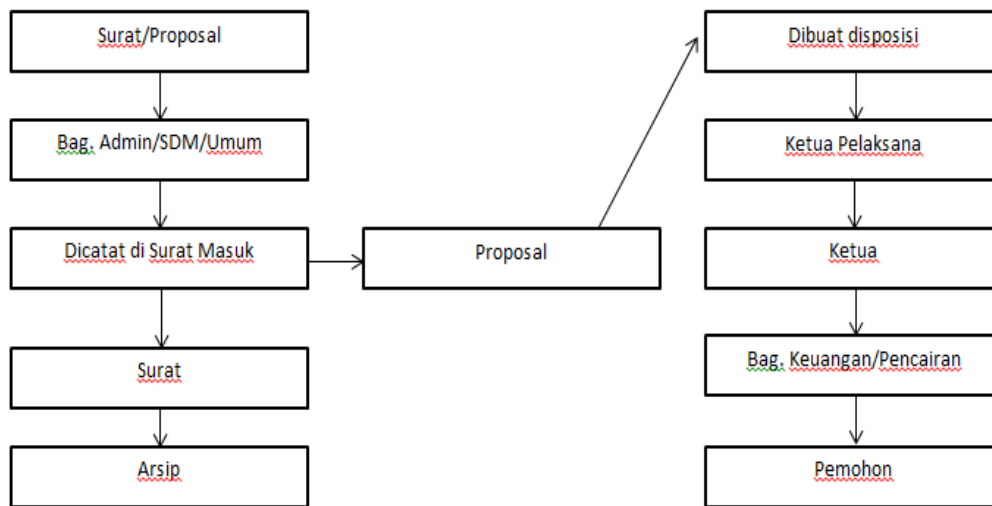 Surat/Proposal
Bag. Admin/SDM/Umum
Dicatat di Surat Masuk
Surat
Arsip
Proposal
Dibuat disposisi
Ketua Pelaksana
Ketua
Bag. Keuangan/Pencairan
Pemohon